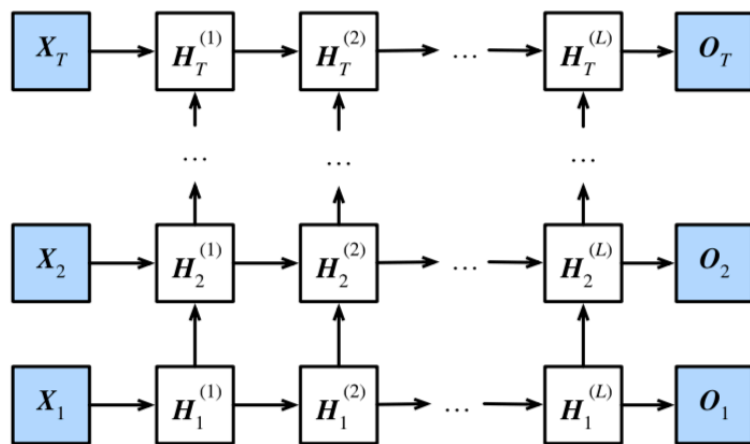 X_T H_T^(1) H_T^(2) ... H_T^(L) O_T
... ... ...
X_2 H_2^(1) H_2^(2) ... H_2^(L) O_2
X_1 H_1^(1) H_1^(2) ... H_1^(L) O_1